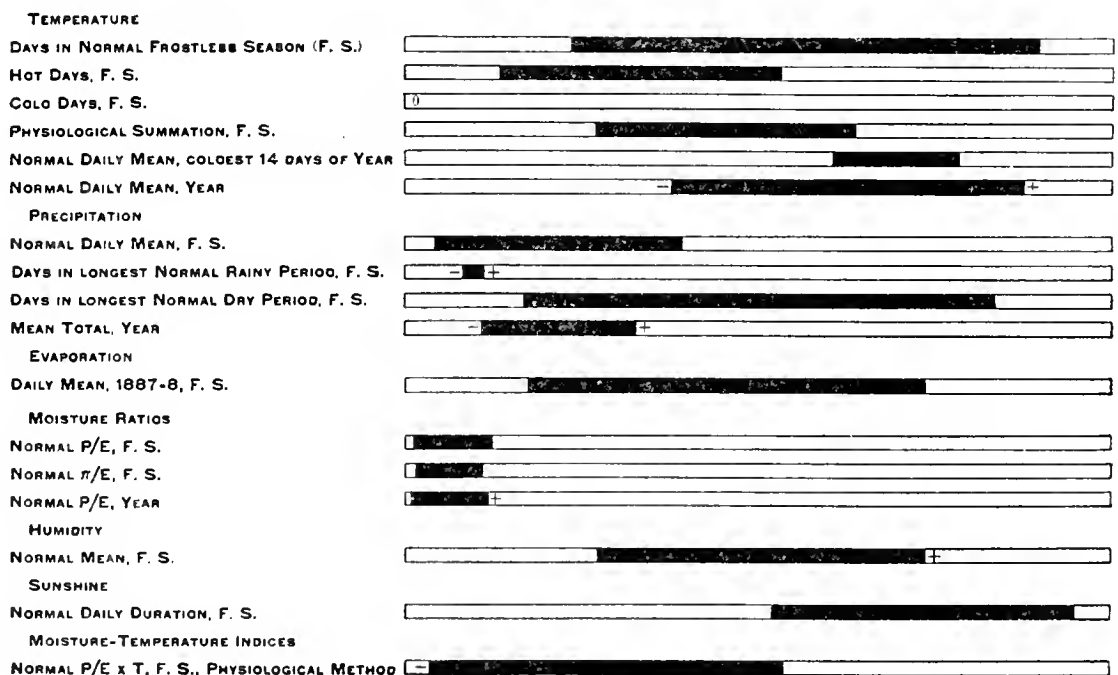 TEMPERATURE
DAYS IN NORMAL FROSTLESS SEASON (F. S.)
HOT DAYS, F. S.
COLD DAYS, F. S. 0
PHYSIOLOGICAL SUMMATION, F. S.
NORMAL DAILY MEAN, COLDEST 14 DAYS OF YEAR
NORMAL DAILY MEAN, YEAR − +
PRECIPITATION
NORMAL DAILY MEAN, F. S.
DAYS IN LONGEST NORMAL RAINY PERIOD, F. S. − +
DAYS IN LONGEST NORMAL DRY PERIOD, F. S.
MEAN TOTAL, YEAR − +
EVAPORATION
DAILY MEAN, 1887-8, F. S.
MOISTURE RATIOS
NORMAL P/E, F. S.
NORMAL π/E, F. S.
NORMAL P/E, YEAR +
HUMIDITY
NORMAL MEAN, F. S. +
SUNSHINE
NORMAL DAILY DURATION, F. S.
MOISTURE-TEMPERATURE INDICES
NORMAL P/E X T, F. S., PHYSIOLOGICAL METHOD −